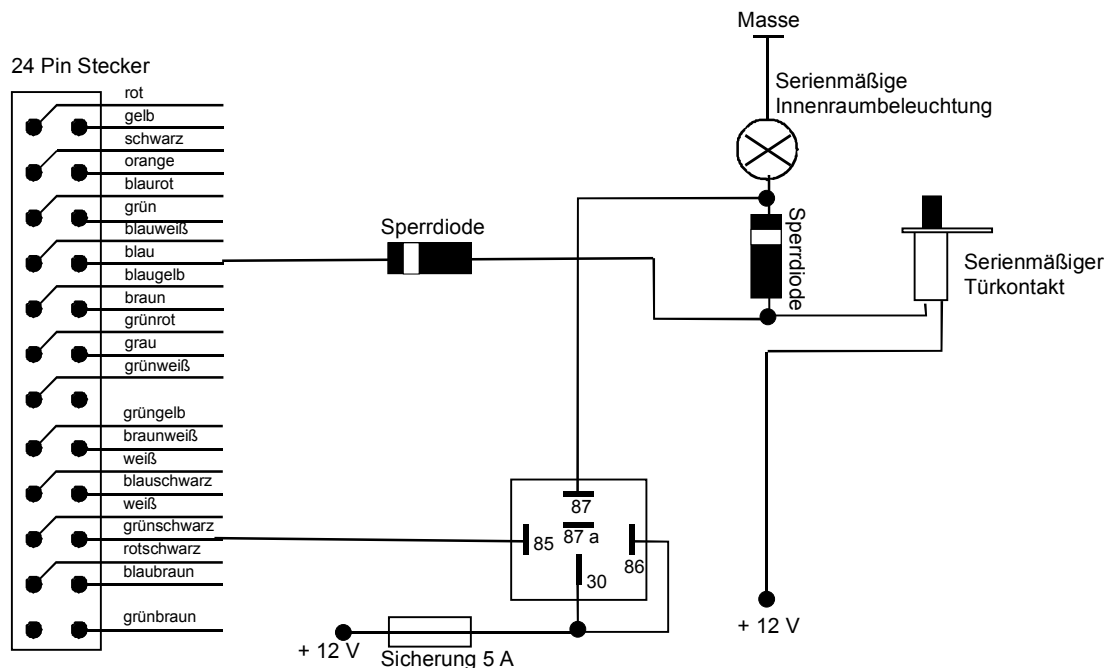 Masse
24 Pin Stecker
Serienmäßige
Innenraumbeleuchtung
rot
gelb
schwarz
orange
blaurot
grün
blauweiß
blau
blaugelb
braun
grünrot
grau
grünweiß
grüngelb
braunweiß
weiß
blauschwarz
weiß
grünschwarz
rotschwarz
blaubraun
grünbraun
Sperrdiode
Sperrdiode
Serienmäßiger
Türkontakt
87
87 a
85
86
30
+ 12 V
Sicherung 5 A
+ 12 V